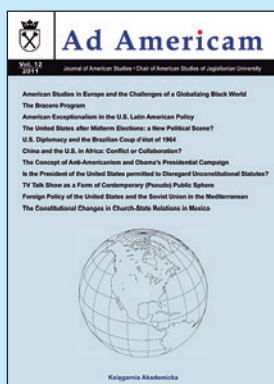 Ad Americam
Vol. 12
2011
Journal of American Studies • Chair of American Studies of Jagiellonian University
American Studies in Europe and the Challenges of a Globalizing Black World
The Bracero Program
American Exceptionalism in the U.S. Latin American Policy
The United States after Midterm Elections: a New Political Scene?
U.S. Diplomacy and the Brazilian Coup d'état of 1964
China and the U.S. in Africa: Conflict or Collaboration?
The Concept of Anti-Americanism and Obama's Presidential Campaign
Is the President of the United States permitted to Disregard Unconstitutional Statutes?
TV Talk Show as a Form of Contemporary (Pseudo) Public Sphere
Foreign Policy of the United States and the Soviet Union in the Mediterranean
The Constitutional Changes in Church-State Relations in Mexico
Księgarnia Akademicka